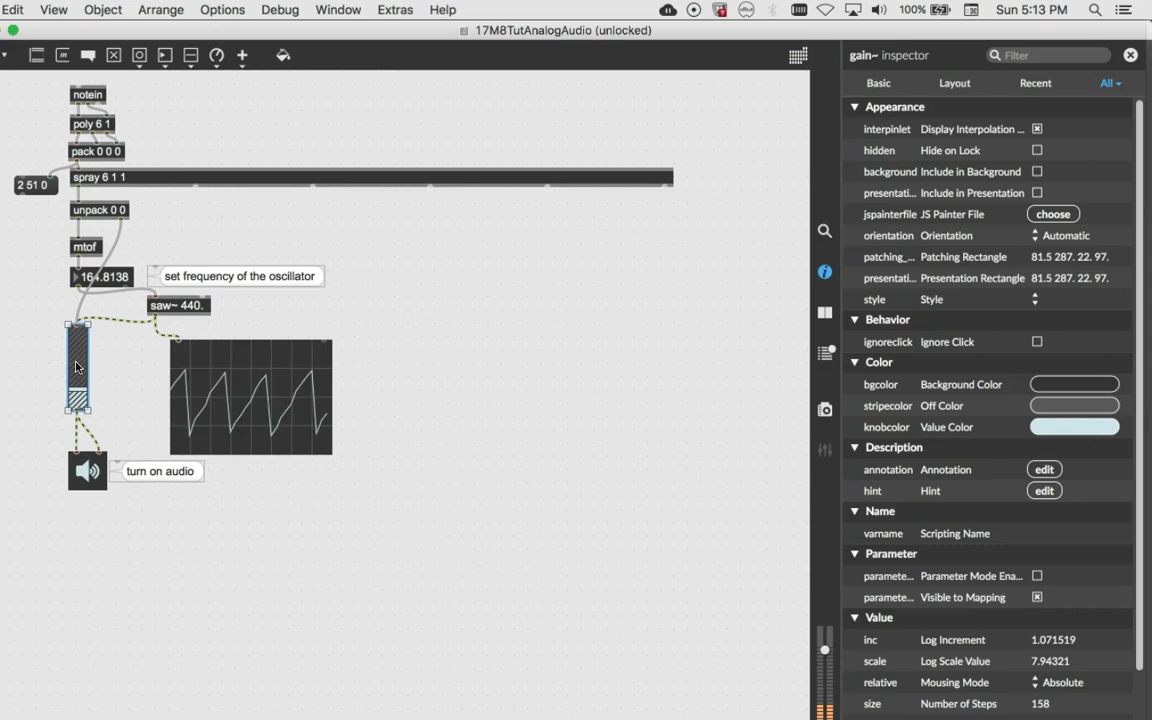 Edit View Object Arrange Options Debug Window Extras Help 100% Sun 5:13 PM
17M8TutAnalogAudio (unlocked)
gain~ inspector Filter
Basic Layout Recent All
notein
poly 6 1
pack 0 0 0
2 51 0
spray 6 1 1
unpack 0 0
mtof
164.8138
set frequency of the oscillator
saw~ 440.
turn on audio
Appearance
interpinlet Display Interpolation ...
hidden Hide on Lock
background Include in Background
presentati... Include in Presentation
jspainterfile JS Painter File choose
orientation Orientation Automatic
patching_... Patching Rectangle 81.5 287. 22. 97.
presentati... Presentation Rectangle 81.5 287. 22. 97.
style Style
Behavior
ignoreclick Ignore Click
Color
bgcolor Background Color
stripecolor Off Color
knobcolor Value Color
Description
annotation Annotation edit
hint Hint edit
Name
varname Scripting Name
Parameter
paramete... Parameter Mode Ena...
paramete... Visible to Mapping
Value
inc Log Increment 1.071519
scale Log Scale Value 7.94321
relative Mousing Mode Absolute
size Number of Steps 158